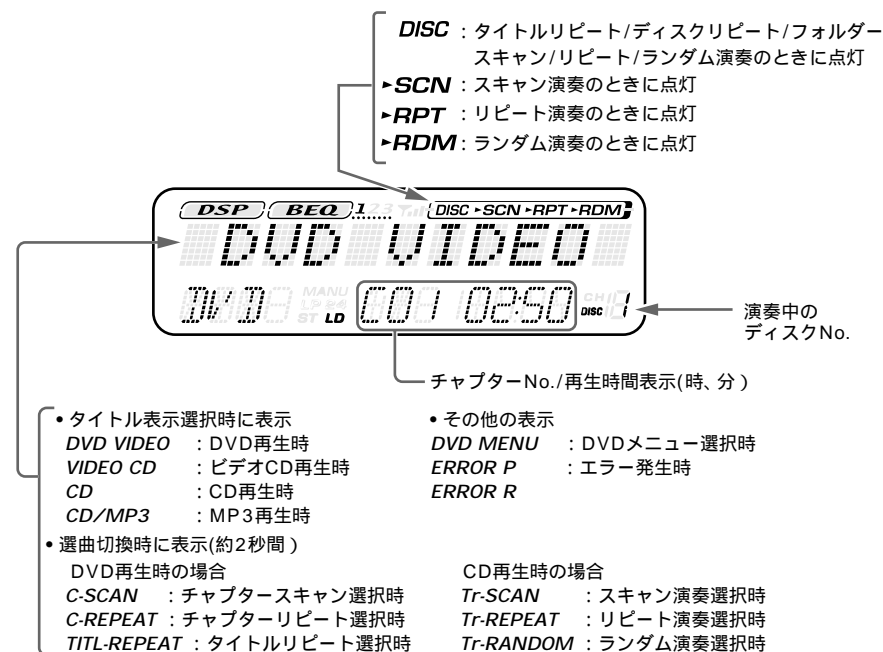 DISC ：タイトルリピート/ディスクリピート/フォルダー
スキャン/リピート/ランダム演奏のときに点灯
►SCN ：スキャン演奏のときに点灯
►RPT ：リピート演奏のときに点灯
►RDM ：ランダム演奏のときに点灯
DSP BEQ 123 DISC ►SCN ►RPT ►RDM
DVD VIDEO
DVD MANU ST LD C01 02:50 CH DISC 1
演奏中の
ディスクNo.
チャプターNo./再生時間表示(時、分）
•タイトル表示選択時に表示
DVD VIDEO ：DVD再生時
VIDEO CD ：ビデオCD再生時
CD ：CD再生時
CD/MP3 ：MP3再生時
•その他の表示
DVD MENU ：DVDメニュー選択時
ERROR P ：エラー発生時
ERROR R
•選曲切換時に表示(約2秒間）
DVD再生時の場合
C-SCAN ：チャプタースキャン選択時
C-REPEAT ：チャプターリピート選択時
TITL-REPEAT ：タイトルリピート選択時
CD再生時の場合
Tr-SCAN ：スキャン演奏選択時
Tr-REPEAT ：リピート演奏選択時
Tr-RANDOM ：ランダム演奏選択時